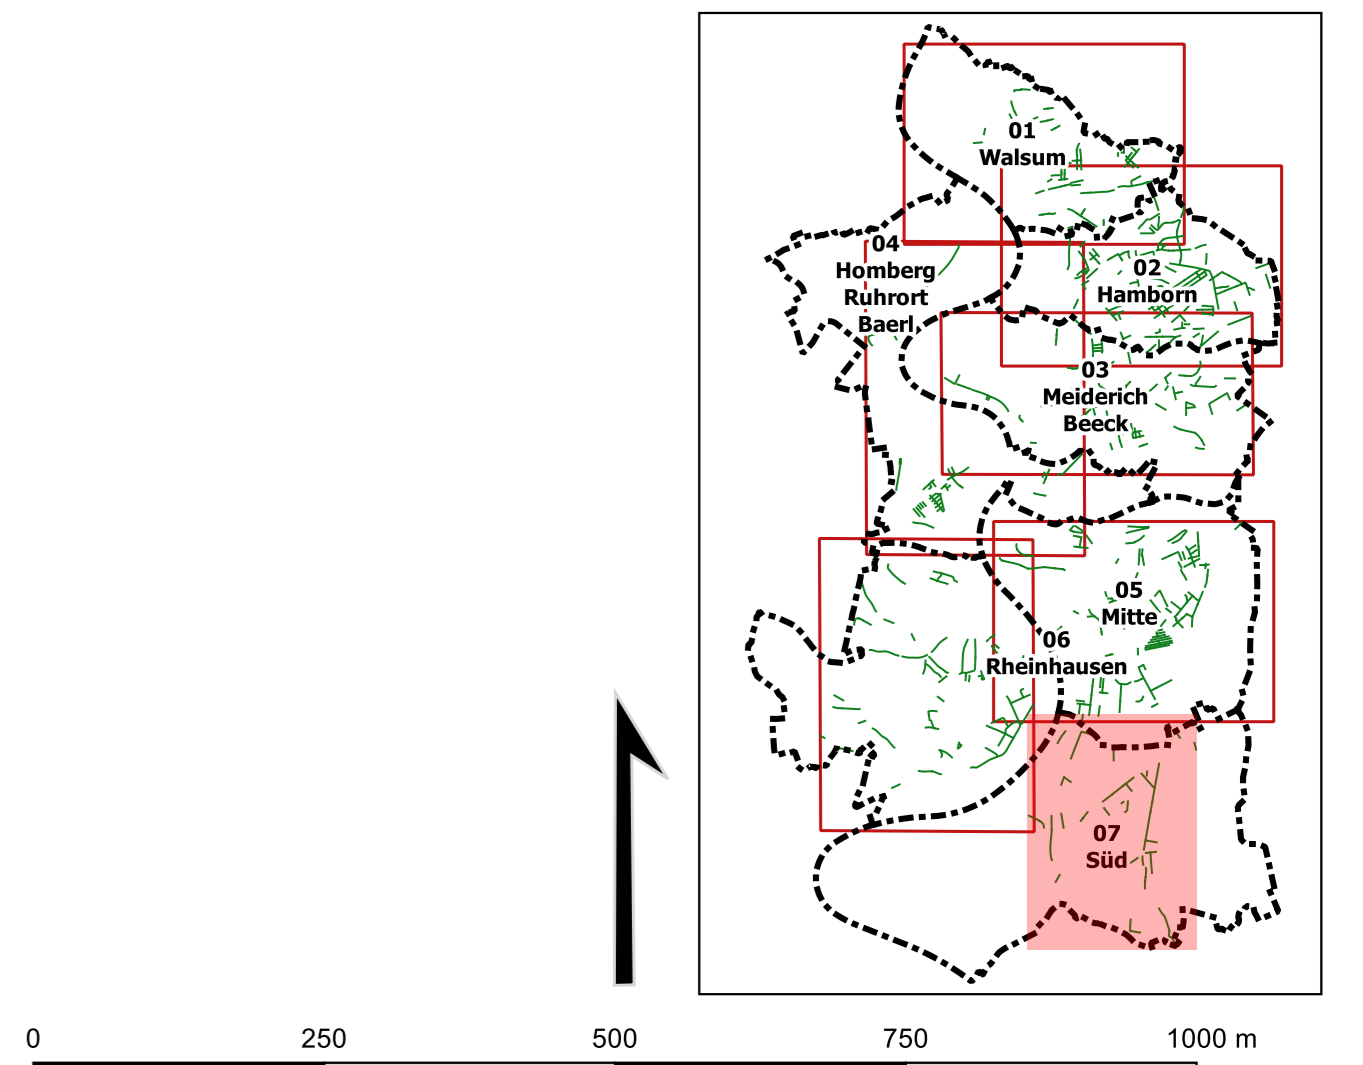 01
Walsum
04
Homberg
Ruhrort
Baerl
02
Hamborn
03
Meiderich
Beeck
05
Mitte
06
Rheinhausen
07
Süd
0 250 500 750 1000 m